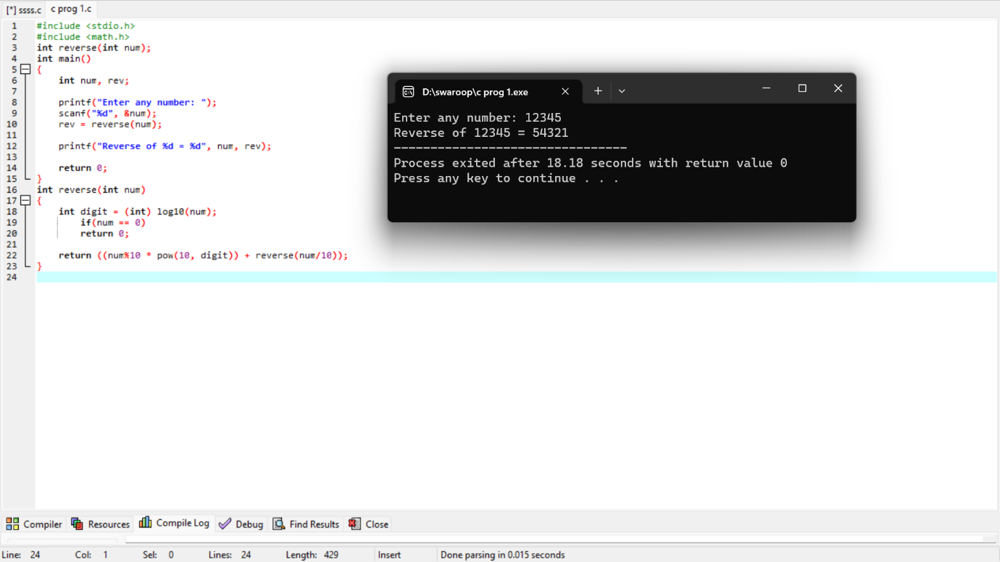 [*] ssss.c c prog 1.c
1 #include <stdio.h>
2 #include <math.h>
3 int reverse(int num);
4 int main()
5 {
6 int num, rev;
7
8 printf("Enter any number: ");
9 scanf("%d", &num);
10 rev = reverse(num);
11
12 printf("Reverse of %d = %d", num, rev);
13
14 return 0;
15 }
16 int reverse(int num)
17 {
18 int digit = (int) log10(num);
19 if(num == 0)
20 return 0;
21
22 return ((num%10 * pow(10, digit)) + reverse(num/10));
23 }
24
D:\swaroop\c prog 1.exe
Enter any number: 12345
Reverse of 12345 = 54321
--------------------------------
Process exited after 18.18 seconds with return value 0
Press any key to continue . . .
Compiler Resources Compile Log Debug Find Results Close
Line: 24 Col: 1 Sel: 0 Lines: 24 Length: 429 Insert Done parsing in 0.015 seconds